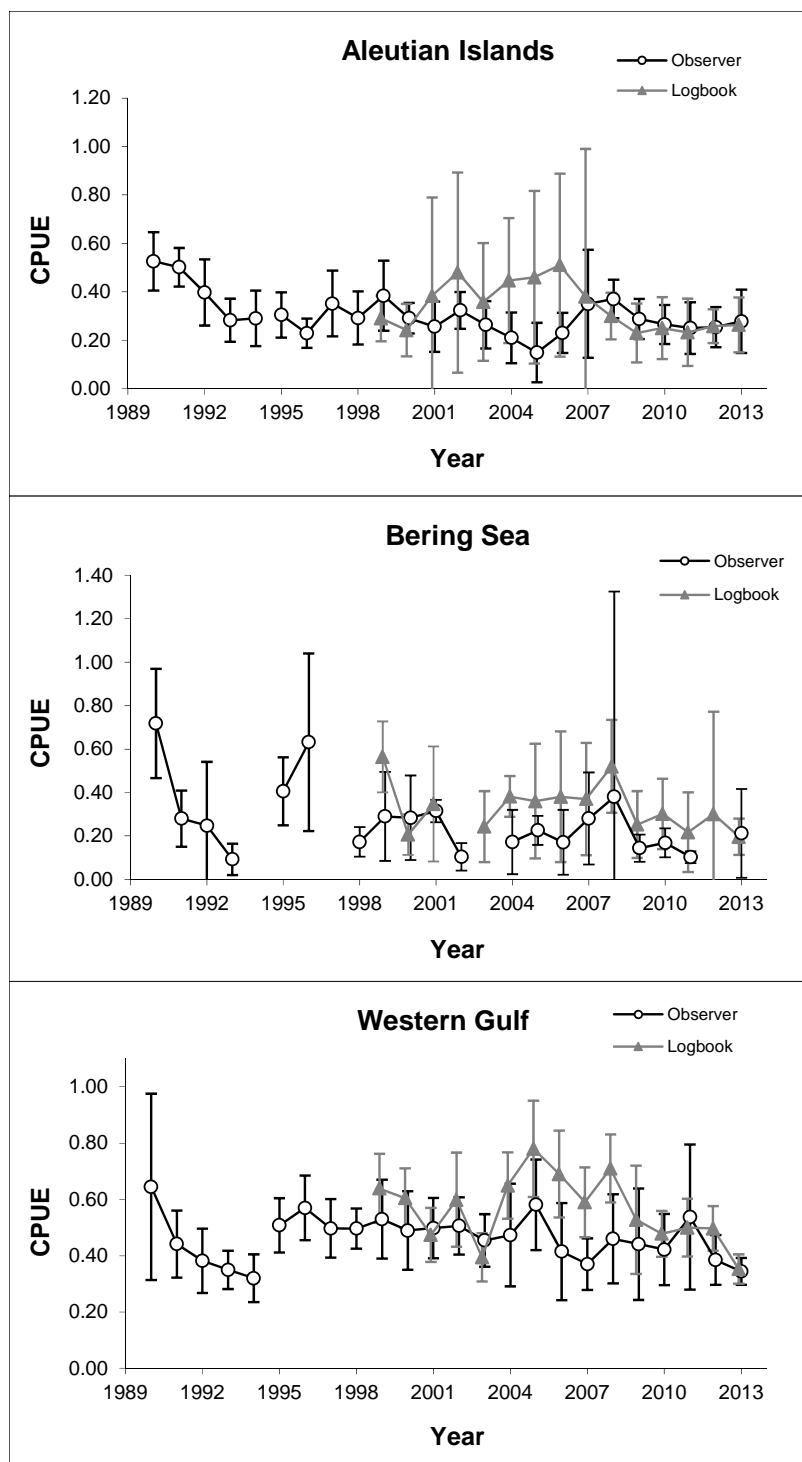 Aleutian Islands
Observer
Logbook
1.20
1.00
0.80
0.60
0.40
0.20
0.00
CPUE
1989 1992 1995 1998 2001 2004 2007 2010 2013
Year
Bering Sea
Observer
Logbook
1.40
1.20
1.00
0.80
0.60
0.40
0.20
0.00
CPUE
1989 1992 1995 1998 2001 2004 2007 2010 2013
Year
Western Gulf
Observer
Logbook
1.00
0.80
0.60
0.40
0.20
0.00
CPUE
1989 1992 1995 1998 2001 2004 2007 2010 2013
Year